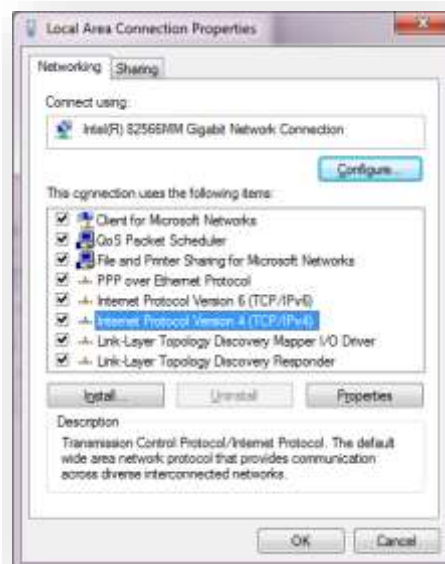 Local Area Connection Properties
Networking
Sharing
Connect using:
Intel(R) 82566MM Gigabit Network Connection
Configure...
This connection uses the following items:
Client for Microsoft Networks
QoS Packet Scheduler
File and Printer Sharing for Microsoft Networks
PPP over Ethernet Protocol
Internet Protocol Version 6 (TCP/IPv6)
Internet Protocol Version 4 (TCP/IPv4)
Link-Layer Topology Discovery Mapper I/O Driver
Link-Layer Topology Discovery Responder
Install...
Uninstall
Properties
Description
Transmission Control Protocol/Internet Protocol. The default
wide area network protocol that provides communication
across diverse interconnected networks.
OK
Cancel